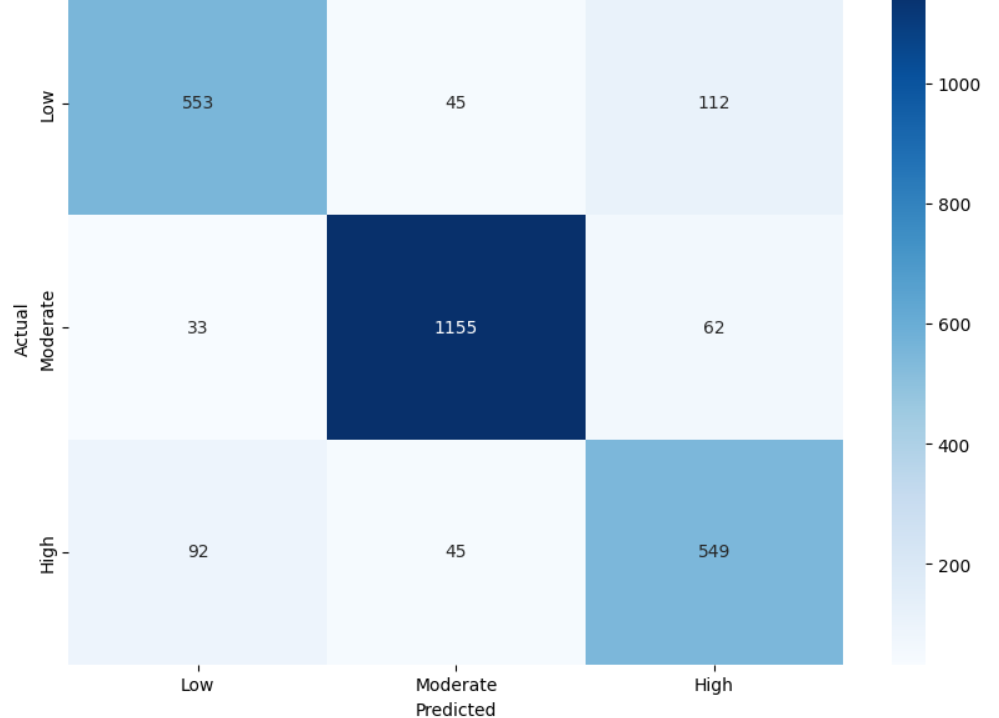 Low 553 45 112
Actual
Moderate 33 1155 62
High 92 45 549
Low Moderate High
Predicted
1000
800
600
400
200